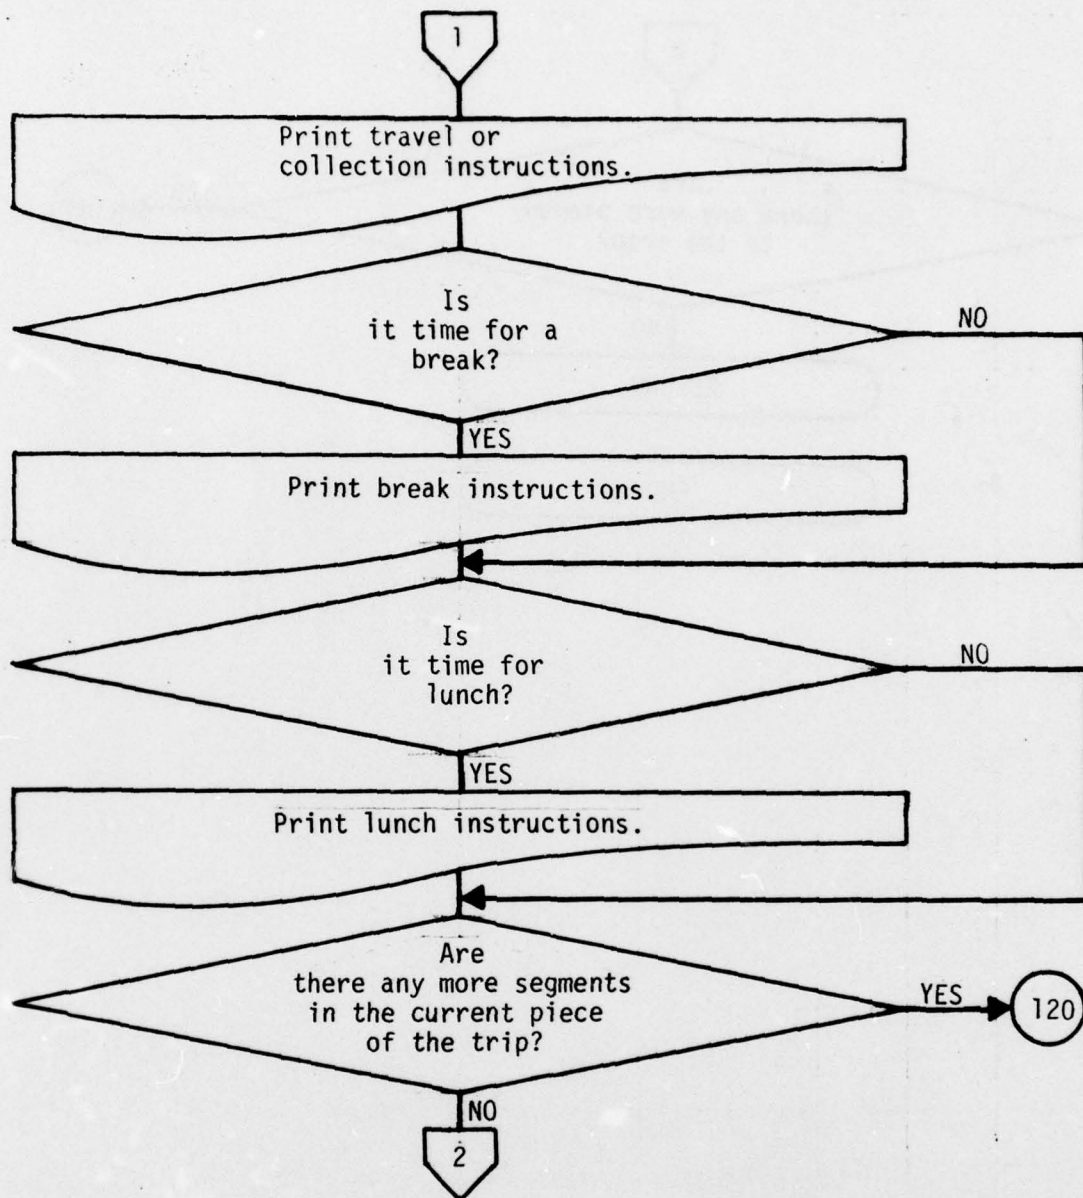 1
Print travel or
collection instructions.
Is
it time for a
break?
NO
YES
Print break instructions.
Is
it time for
lunch?
NO
YES
Print lunch instructions.
Are
there any more segments
in the current piece
of the trip?
YES
120
NO
2